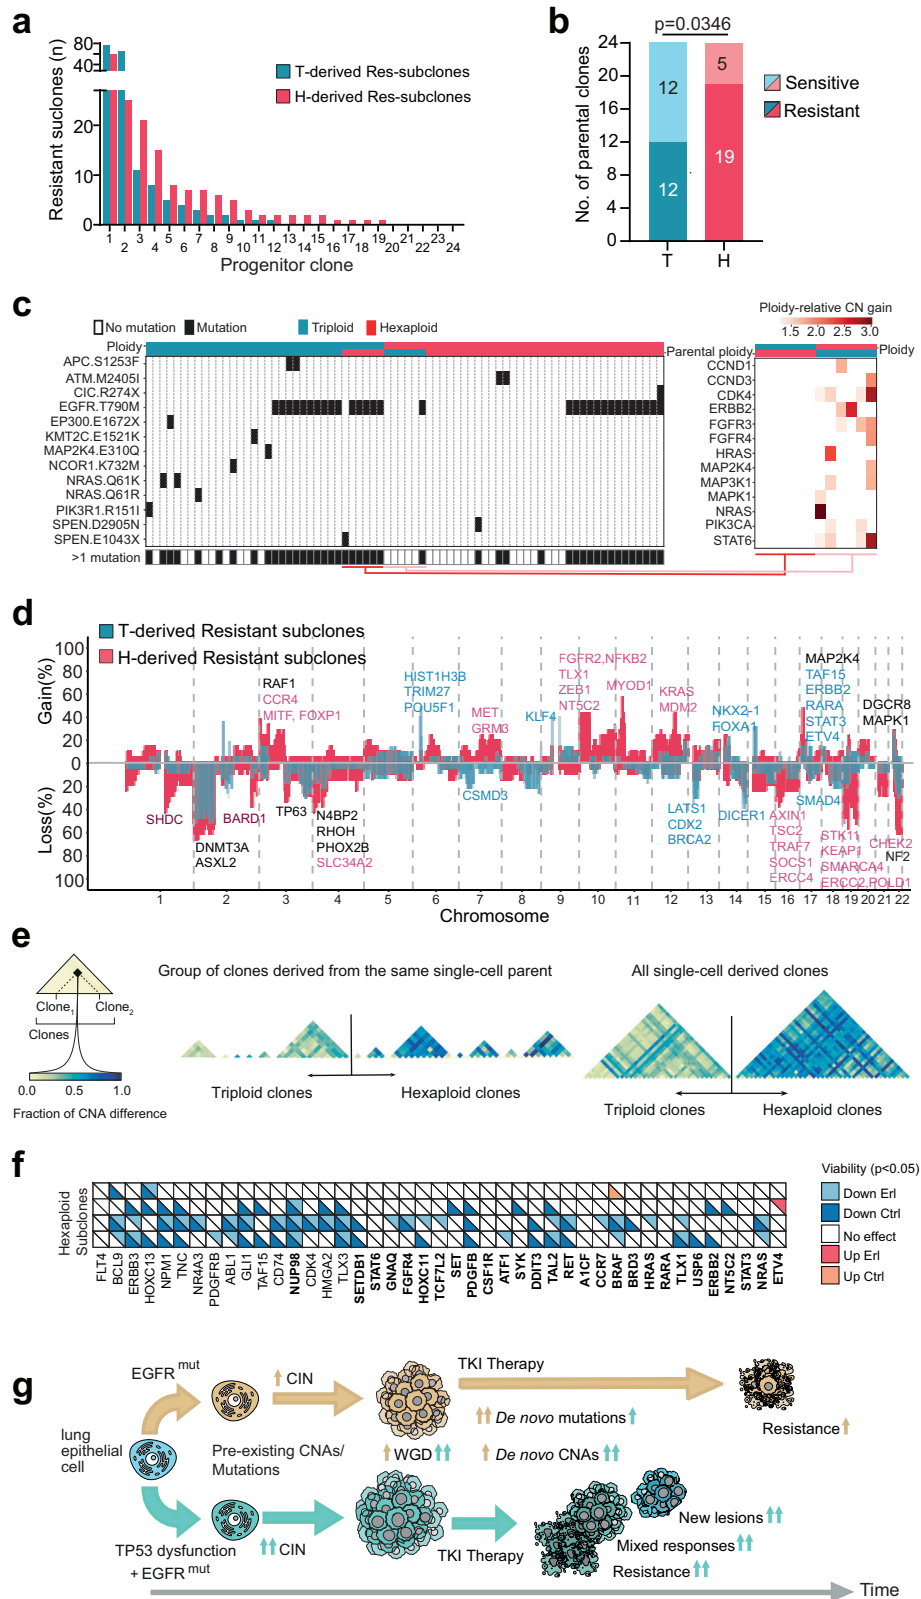 a
Resistant suclones (n)
80
40
20
10
0
T-derived Res-subclones
H-derived Res-subclones
1 2 3 4 5 6 7 8 9 10 11 12 13 14 15 16 17 18 19 20 21 22 23 24
Progenitor clone
b
p=0.0346
No. of parental clones
24
20
16
12
8
4
0
12
12
5
19
T H
Sensitive
Resistant
c
No mutation
Mutation
Triploid
Hexaploid
Ploidy
APC.S1253F
ATM.M2405I
CIC.R274X
EGFR.T790M
EP300.E1672X
KMT2C.E1521K
MAP2K4.E310Q
NCOR1.K732M
NRAS.Q61K
NRAS.Q61R
PIK3R1.R151I
SPEN.D2905N
SPEN.E1043X
>1 mutation
Ploidy-relative CN gain
1.5 2.0 3.0
Parental ploidy
Ploidy
CCND1
CCND3
CDK4
ERBB2
FGFR3
FGFR4
HRAS
MAP2K4
MAP3K1
MAPK1
NRAS
PIK3CA
STAT6
d
T-derived Resistant subclones
H-derived Resistant subclones
Gain(%)
Loss(%)
100
80
60
40
20
0
20
40
60
80
100
RAF1
CCR4
MITF, FOXP1
HIST1H3B
TRIM27
POU5F1
MET
GRM3
KLF4
FGFR2,NFKB2
TLX1
ZEB1
NT5C2
MYOD1
KRAS
MDM2
NKX2-1
FOXA1
MAP2K4
TAF15
ERBB2
RARA
STAT3
ETV4
DGCR8
MAPK1
SHDC
DNMT3A
ASXL2
BARD1
TP63
N4BP2
RHOH
PHOX2B
SLC34A2
CSMD3
LATS1
CDX2
BRCA2
DICER1
AXIN1
TSC2
TRAF7
SOCS1
ERCC4
SMAD4
STK11
KEAP1
SMARCA4
ERCC2,POLD1
CHEK2
NF2
1 2 3 4 5 6 7 8 9 10 11 12 13 14 15 16 17 18 19 20 21 22
Chromosome
e
Clone1
Clone2
Clones
0.0 0.5 1.0
Fraction of CNA difference
Group of clones derived from the same single-cell parent
Triploid clones
Hexaploid clones
All single-cell derived clones
Triploid clones
Hexaploid clones
f
Hexaploid
Subclones
FLT4
BCL9
ERBB3
HOXC13
NPM1
TNC
NR4A3
PDGFRB
ABL1
GLI1
TAF15
CD74
NUP98
CDK4
HMGA2
TLX3
SETDB1
STAT6
GNAQ
FGFR4
HOXC11
TCF7L2
SET
PDGFB
CSF1R
SYK
ATF1
DDIT3
TAL2
RET
A1CF
CCR7
BRAF
BRD3
HRAS
RARA
TLX1
USP6
ERBB2
NT5C2
STAT3
NRAS
ETV4
Viability (p<0.05)
Down Erl
Down Ctrl
No effect
Up Erl
Up Ctrl
g
EGFR mut
CIN
TKI Therapy
De novo mutations
Resistance
lung
epithelial
cell
Pre-existing CNAs/
Mutations
WGD
De novo CNAs
New lesions
Mixed responses
Resistance
TP53 dysfunction
+ EGFR mut
CIN
TKI Therapy
Time